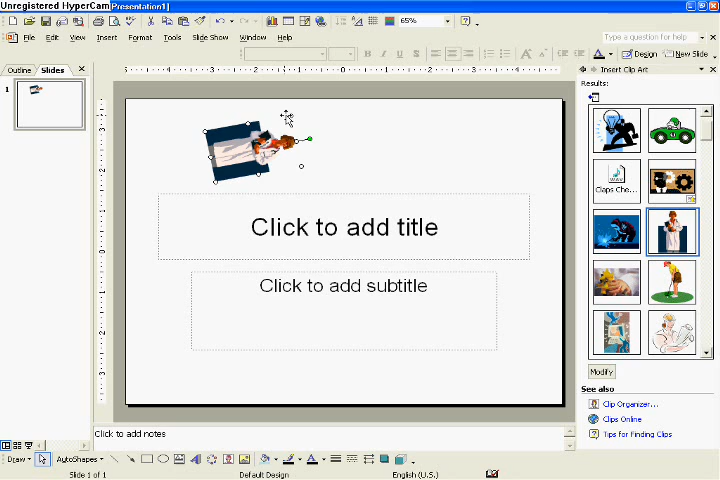 Unregistered HyperCam
Presentation1]
65%
File Edit View Insert Format Tools Slide Show Window Help
Type a question for help
B I U S
Design New Slide
Outline Slides
Insert Clip Art
Results:
1
Claps Che...
Click to add title
Click to add subtitle
Modify
See also
Clip Organizer...
Clips Online
Tips for Finding Clips
Click to add notes
Draw AutoShapes
Slide 1 of 1 Default Design English (U.S.)